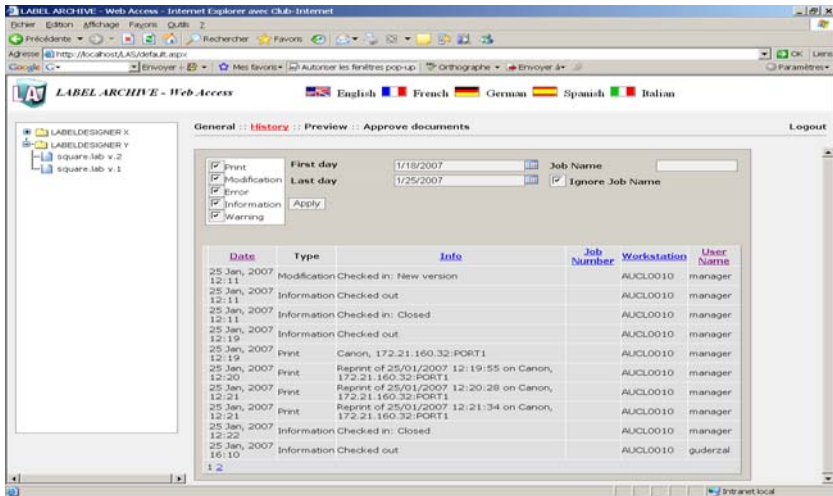 LABEL ARCHIVE - Web Access - Internet Explorer avec Club-Internet
Fichier Edition Affichage Favoris Outils ?
Précédente Rechercher Favoris
Adresse http://localhost/LAS/default.aspx OK Liens
Google Envoyer Mes favoris Autoriser les fenêtres pop-up Orthographe Envoyer à Paramètres
LAS LABEL ARCHIVE - Web Access English French German Spanish Italian
General :: History :: Preview :: Approve documents Logout
LABELDESIGNER X
LABELDESIGNER Y
square.lab v.2
square.lab v.1
Print First day 1/18/2007 Job Name
Modification Last day 1/25/2007 Ignore Job Name
Error
Information Apply
Warning
Date Type Info Job Number Workstation User Name
25 Jan, 2007 12:11 Modification Checked in: New version AUCL0010 manager
25 Jan, 2007 12:11 Information Checked out AUCL0010 manager
25 Jan, 2007 12:11 Information Checked in: Closed AUCL0010 manager
25 Jan, 2007 12:19 Information Checked out AUCL0010 manager
25 Jan, 2007 12:19 Print Canon, 172.21.160.32:PORT1 AUCL0010 manager
25 Jan, 2007 12:20 Print Reprint of 25/01/2007 12:19:55 on Canon, 172.21.160.32:PORT1 AUCL0010 manager
25 Jan, 2007 12:21 Print Reprint of 25/01/2007 12:20:28 on Canon, 172.21.160.32:PORT1 AUCL0010 manager
25 Jan, 2007 12:21 Print Reprint of 25/01/2007 12:21:34 on Canon, 172.21.160.32:PORT1 AUCL0010 manager
25 Jan, 2007 12:22 Information Checked in: Closed AUCL0010 manager
25 Jan, 2007 16:10 Information Checked out AUCL0010 guderzal
1 2
Intranet local